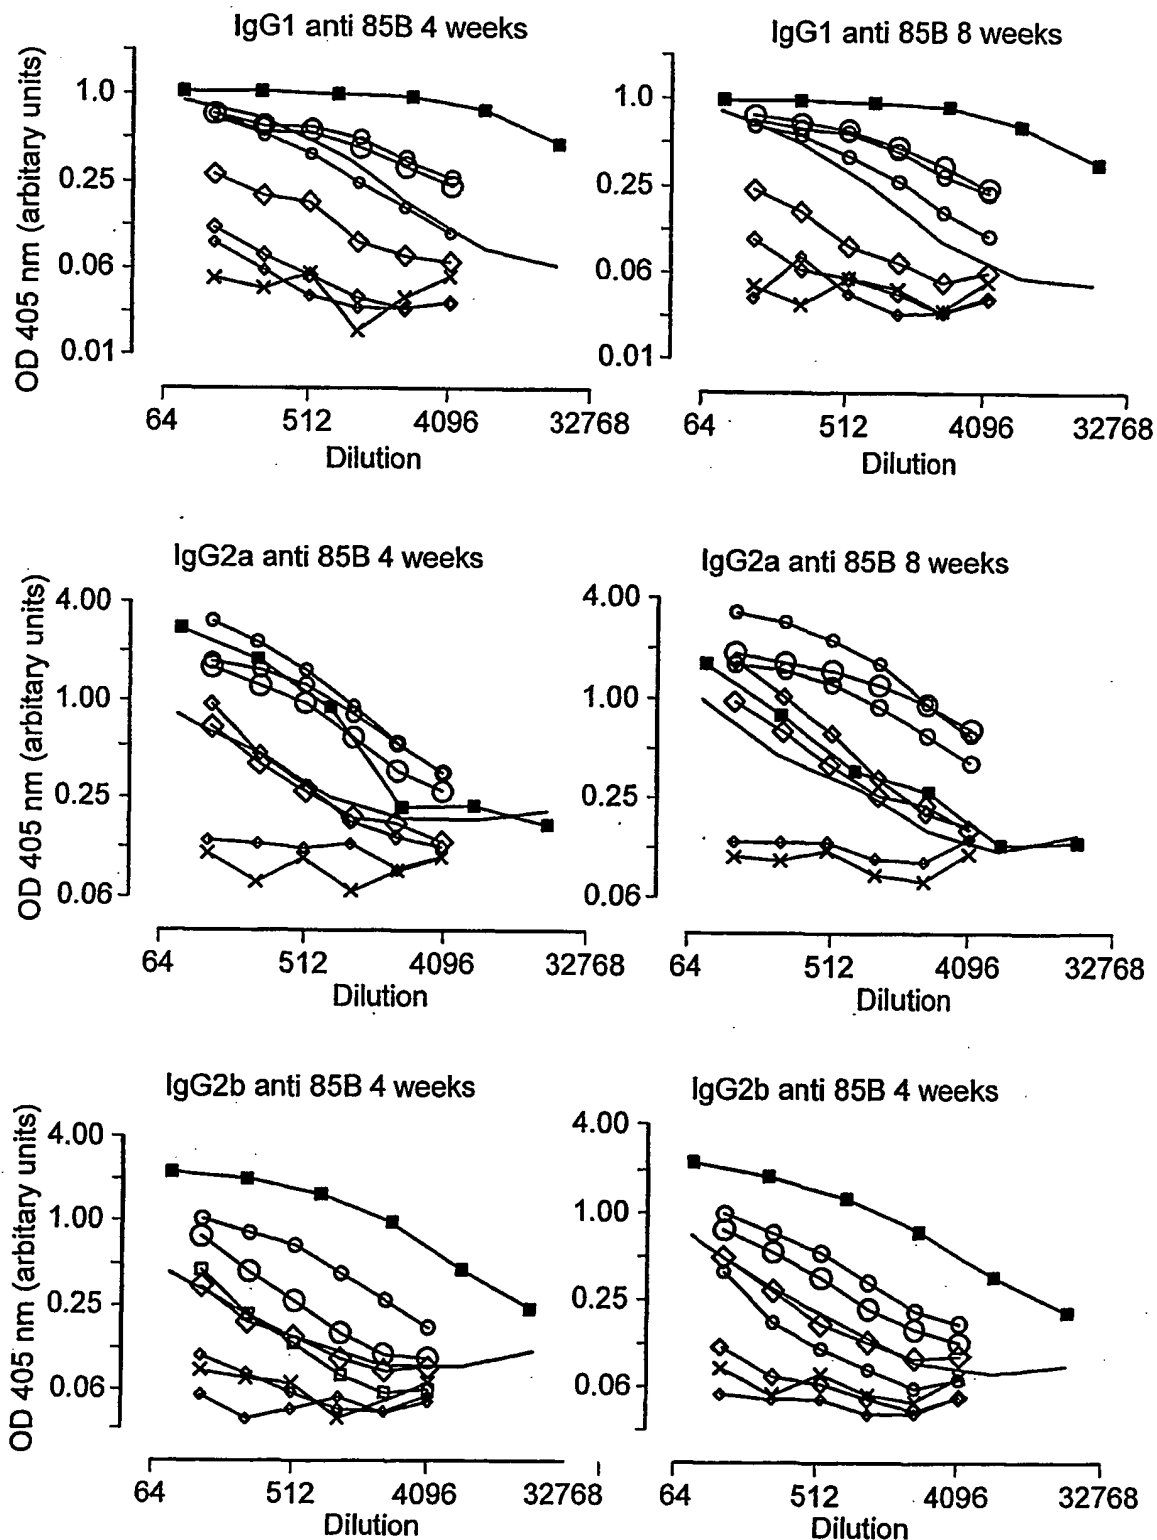 IgG1 anti 85B 4 weeks
OD 405 nm (arbitary units)
1.0
0.25
0.06
0.01
64 512 4096 32768
Dilution
IgG1 anti 85B 8 weeks
1.0
0.25
0.06
0.01
64 512 4096 32768
Dilution
IgG2a anti 85B 4 weeks
OD 405 nm (arbitary units)
4.00
1.00
0.25
0.06
64 512 4096 32768
Dilution
IgG2a anti 85B 8 weeks
4.00
1.00
0.25
0.06
64 512 4096 32768
Dilution
IgG2b anti 85B 4 weeks
OD 405 nm (arbitary units)
4.00
1.00
0.25
0.06
64 512 4096 32768
Dilution
IgG2b anti 85B 4 weeks
4.00
1.00
0.25
0.06
64 512 4096 32768
Dilution